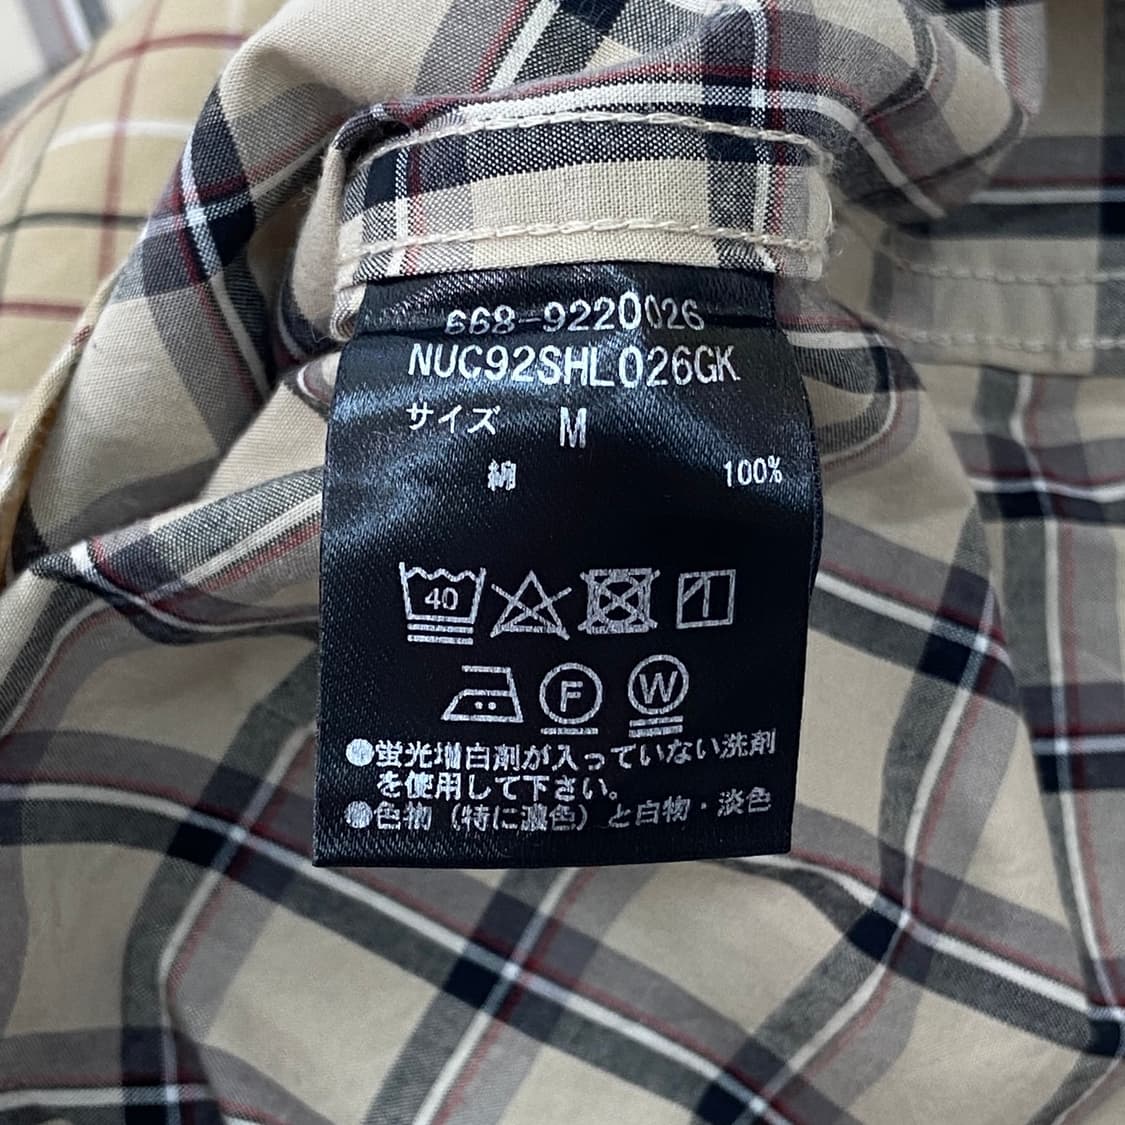 668-9220026
NUC92SHL026GK
サイズ M
綿 100%
40
F W
●蛍光増白剤が入っていない洗剤
を使用して下さい。
●色物（特に濃色）と白物・淡色